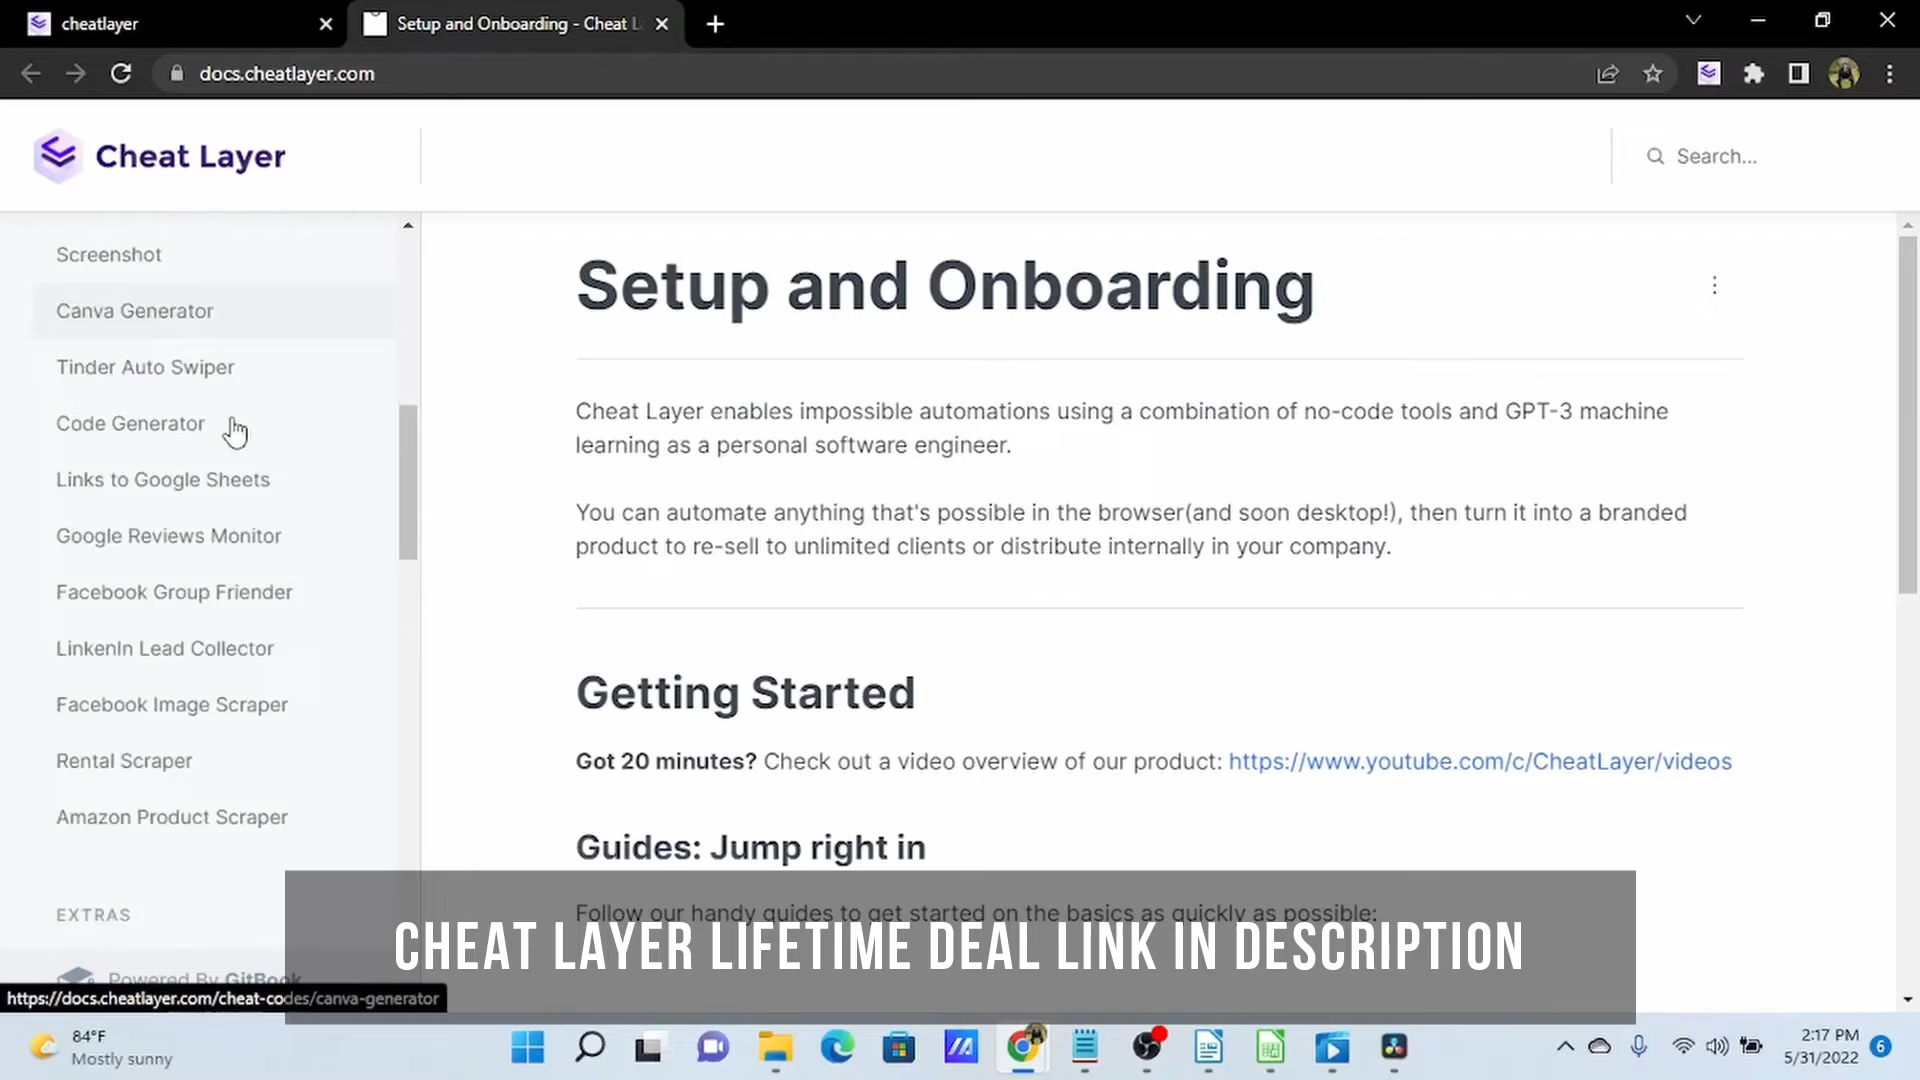 cheatlayer
Setup and Onboarding - Cheat L
docs.cheatlayer.com
Cheat Layer
Search...
Screenshot
Canva Generator
Tinder Auto Swiper
Code Generator
Links to Google Sheets
Google Reviews Monitor
Facebook Group Friender
LinkenIn Lead Collector
Facebook Image Scraper
Rental Scraper
Amazon Product Scraper
EXTRAS
Powered By GitBook
https://docs.cheatlayer.com/cheat-codes/canva-generator
Setup and Onboarding
Cheat Layer enables impossible automations using a combination of no-code tools and GPT-3 machine
learning as a personal software engineer.
You can automate anything that's possible in the browser(and soon desktop!), then turn it into a branded
product to re-sell to unlimited clients or distribute internally in your company.
Getting Started
Got 20 minutes? Check out a video overview of our product: https://www.youtube.com/c/CheatLayer/videos
Guides: Jump right in
Follow our handy guides to get started on the basics as quickly as possible:
CHEAT LAYER LIFETIME DEAL LINK IN DESCRIPTION
84°F
Mostly sunny
2:17 PM
5/31/2022
6